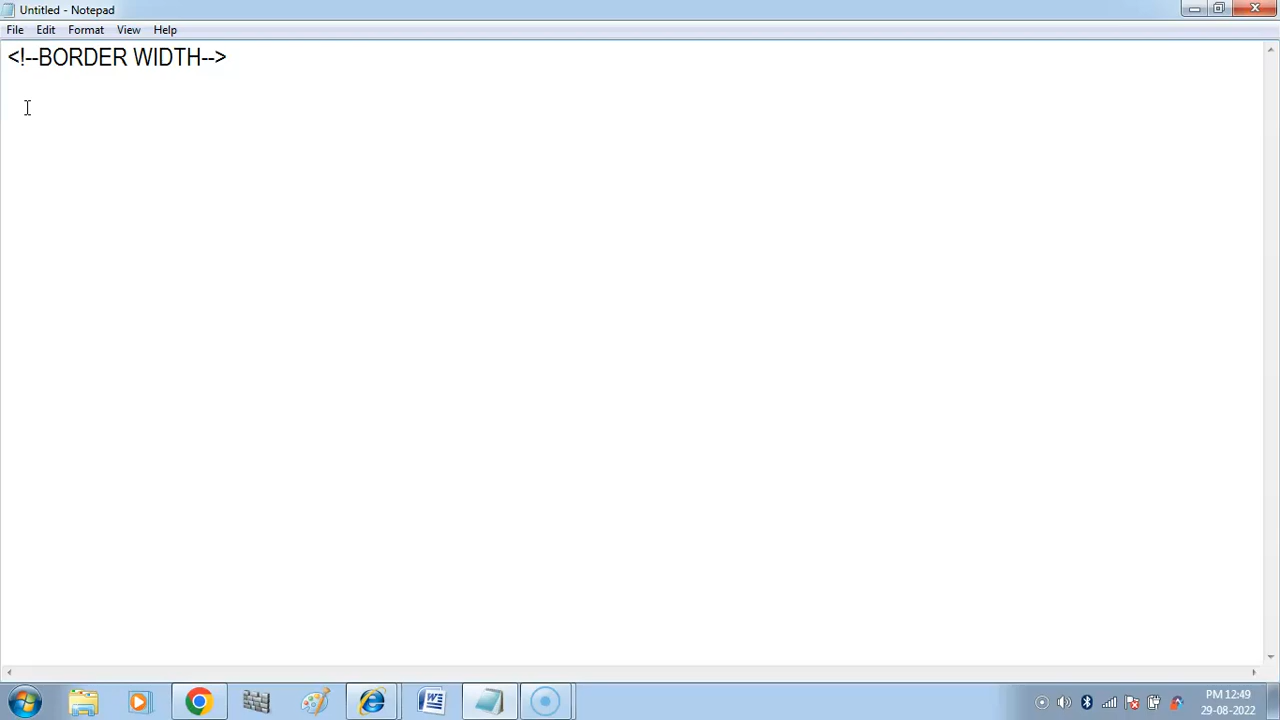 Untitled - Notepad
File Edit Format View Help
<!--BORDER WIDTH-->
PM 12:49
29-08-2022